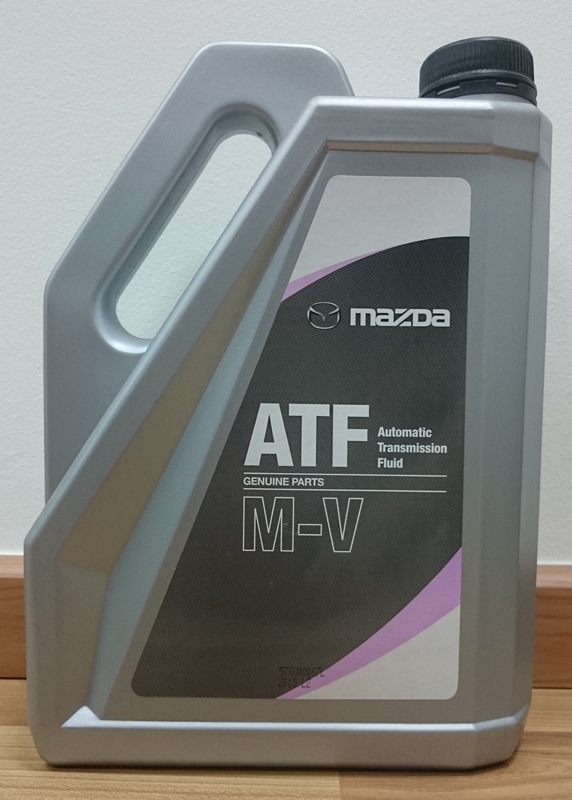 mazda
ATF
Automatic
Transmission
Fluid
GENUINE PARTS
M-V